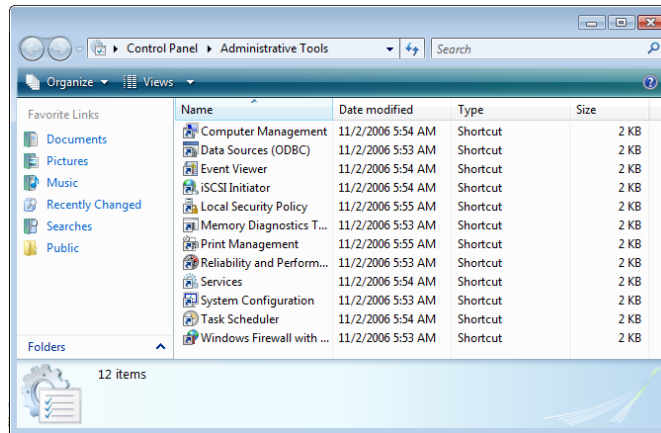 Control Panel Administrative Tools Search
Organize Views
Favorite Links
Documents
Pictures
Music
Recently Changed
Searches
Public
Folders
Name Date modified Type Size
Computer Management 11/2/2006 5:54 AM Shortcut 2 KB
Data Sources (ODBC) 11/2/2006 5:53 AM Shortcut 2 KB
Event Viewer 11/2/2006 5:54 AM Shortcut 2 KB
iSCSI Initiator 11/2/2006 5:54 AM Shortcut 2 KB
Local Security Policy 11/2/2006 5:55 AM Shortcut 2 KB
Memory Diagnostics T... 11/2/2006 5:53 AM Shortcut 2 KB
Print Management 11/2/2006 5:55 AM Shortcut 2 KB
Reliability and Perform... 11/2/2006 5:53 AM Shortcut 2 KB
Services 11/2/2006 5:54 AM Shortcut 2 KB
System Configuration 11/2/2006 5:53 AM Shortcut 2 KB
Task Scheduler 11/2/2006 5:54 AM Shortcut 2 KB
Windows Firewall with ... 11/2/2006 5:53 AM Shortcut 2 KB
12 items